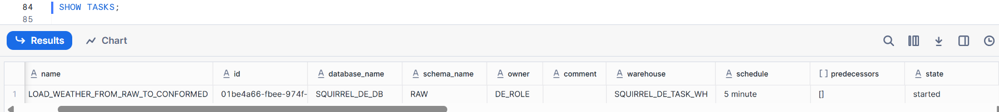 84 SHOW TASKS;
85
Results Chart
name id database_name schema_name owner comment warehouse schedule predecessors state
1 LOAD_WEATHER_FROM_RAW_TO_CONFORMED 01be4a66-fbee-974f- SQUIRREL_DE_DB RAW DE_ROLE SQUIRREL_DE_TASK_WH 5 minute [] started